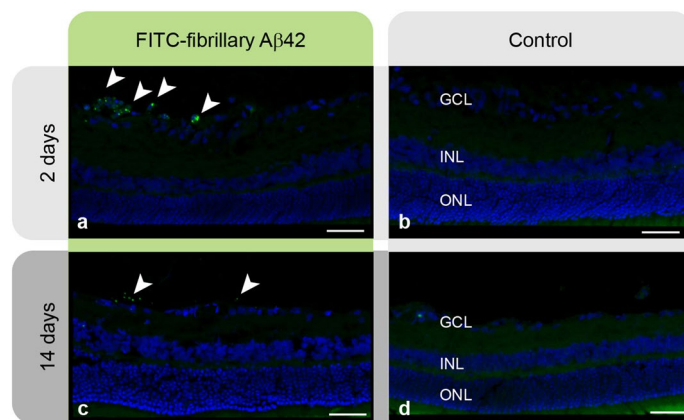 FITC-fibrillary Aβ42
Control
2 days
GCL
INL
ONL
a
b
14 days
GCL
INL
ONL
c
d